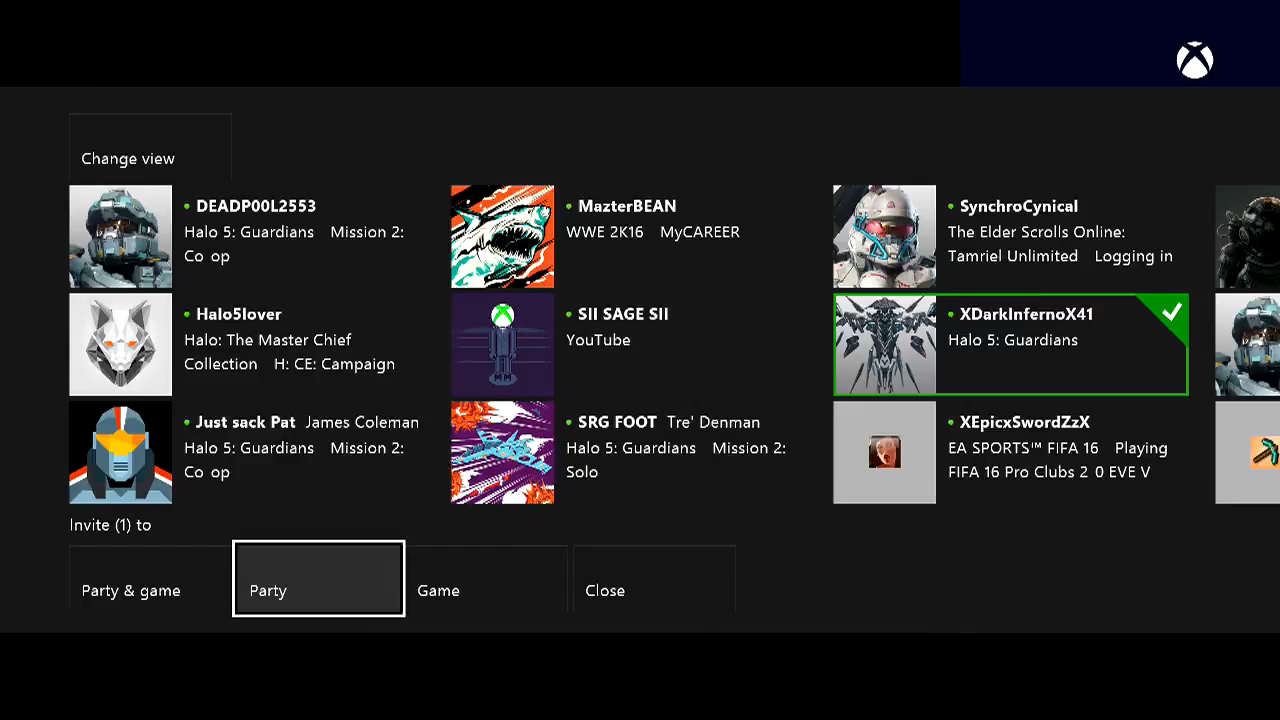 Change view
DEADP00L2553
Halo 5: Guardians Mission 2:
Co op
MazterBEAN
WWE 2K16 MyCAREER
SynchroCynical
The Elder Scrolls Online:
Tamriel Unlimited Logging in
Halo5lover
Halo: The Master Chief
Collection H: CE: Campaign
SII SAGE SII
YouTube
XDarkInfernoX41
Halo 5: Guardians
Just sack Pat James Coleman
Halo 5: Guardians Mission 2:
Co op
SRG FOOT Tre' Denman
Halo 5: Guardians Mission 2:
Solo
XEpicxSwordZzX
EA SPORTS™ FIFA 16 Playing
FIFA 16 Pro Clubs 2 0 EVE V
Invite (1) to
Party & game
Party
Game
Close